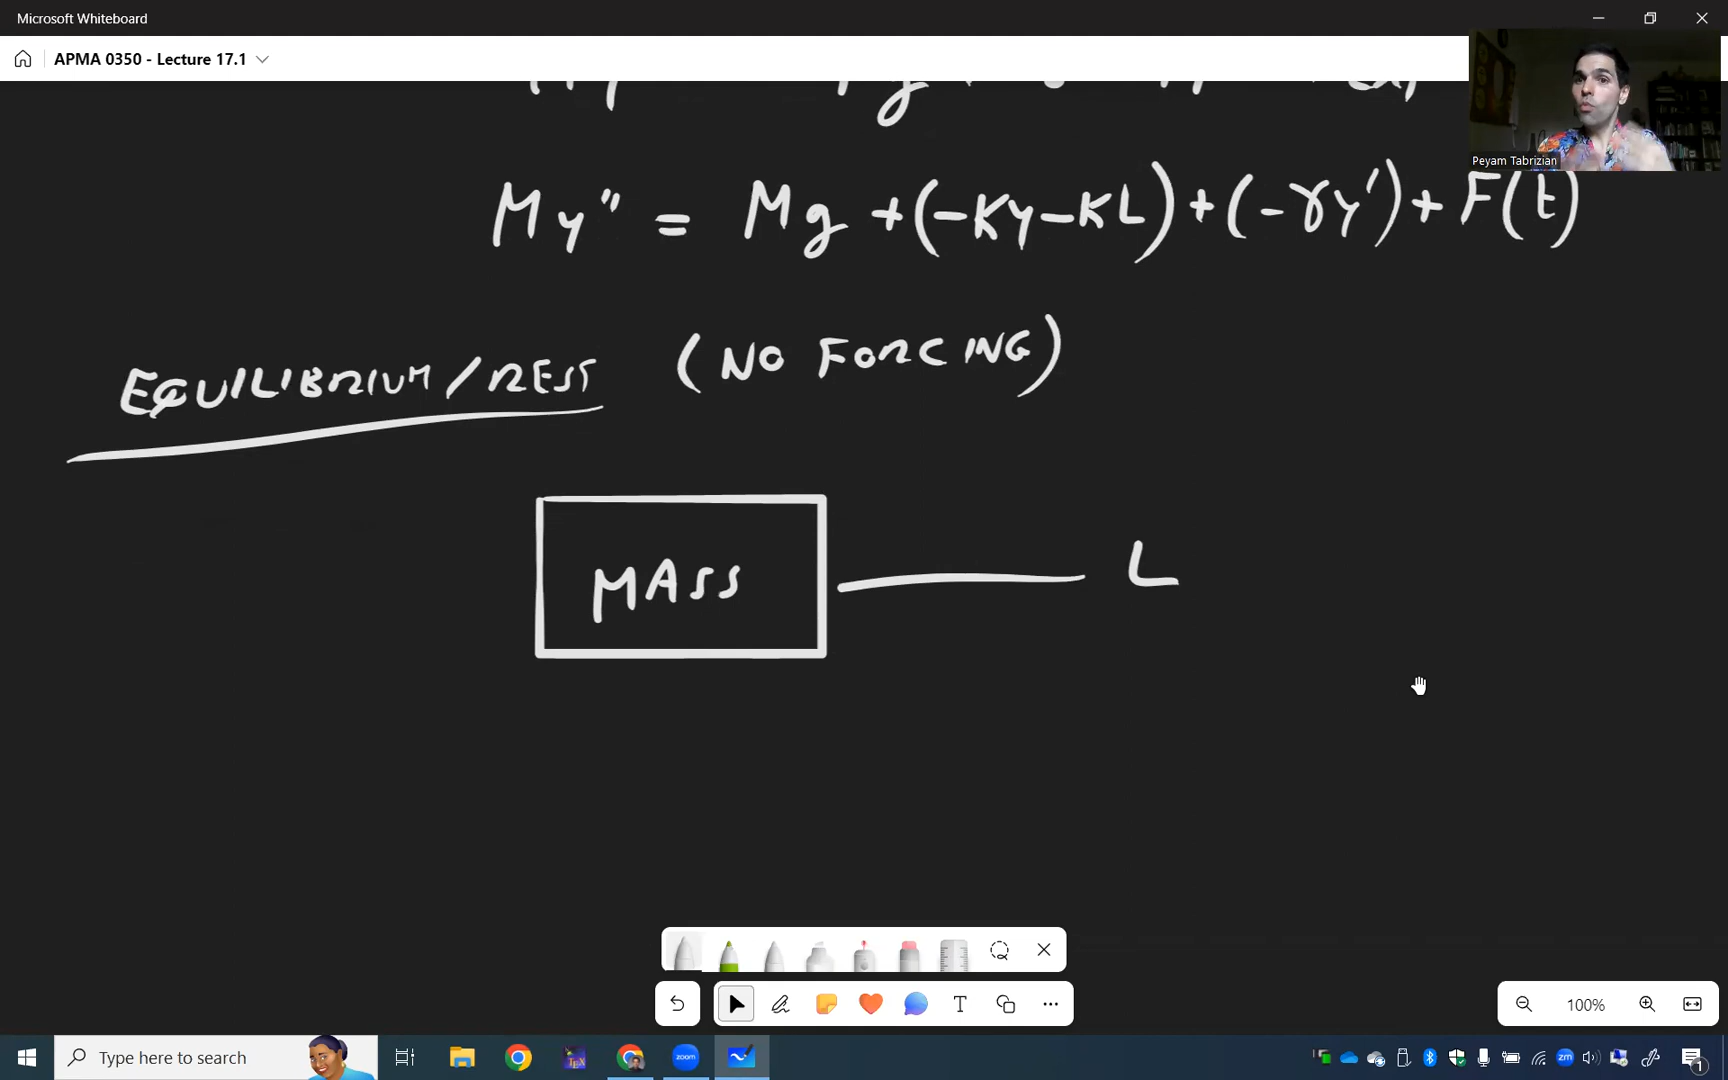 Microsoft Whiteboard
APMA 0350 - Lecture 17.1
Peyam Tabrizian
My" = Mg + (-Ky-KL) + (-γy') + F(t)
EQUILIBRIUM/REST (NO FORCING)
MASS L
100%
Type here to search